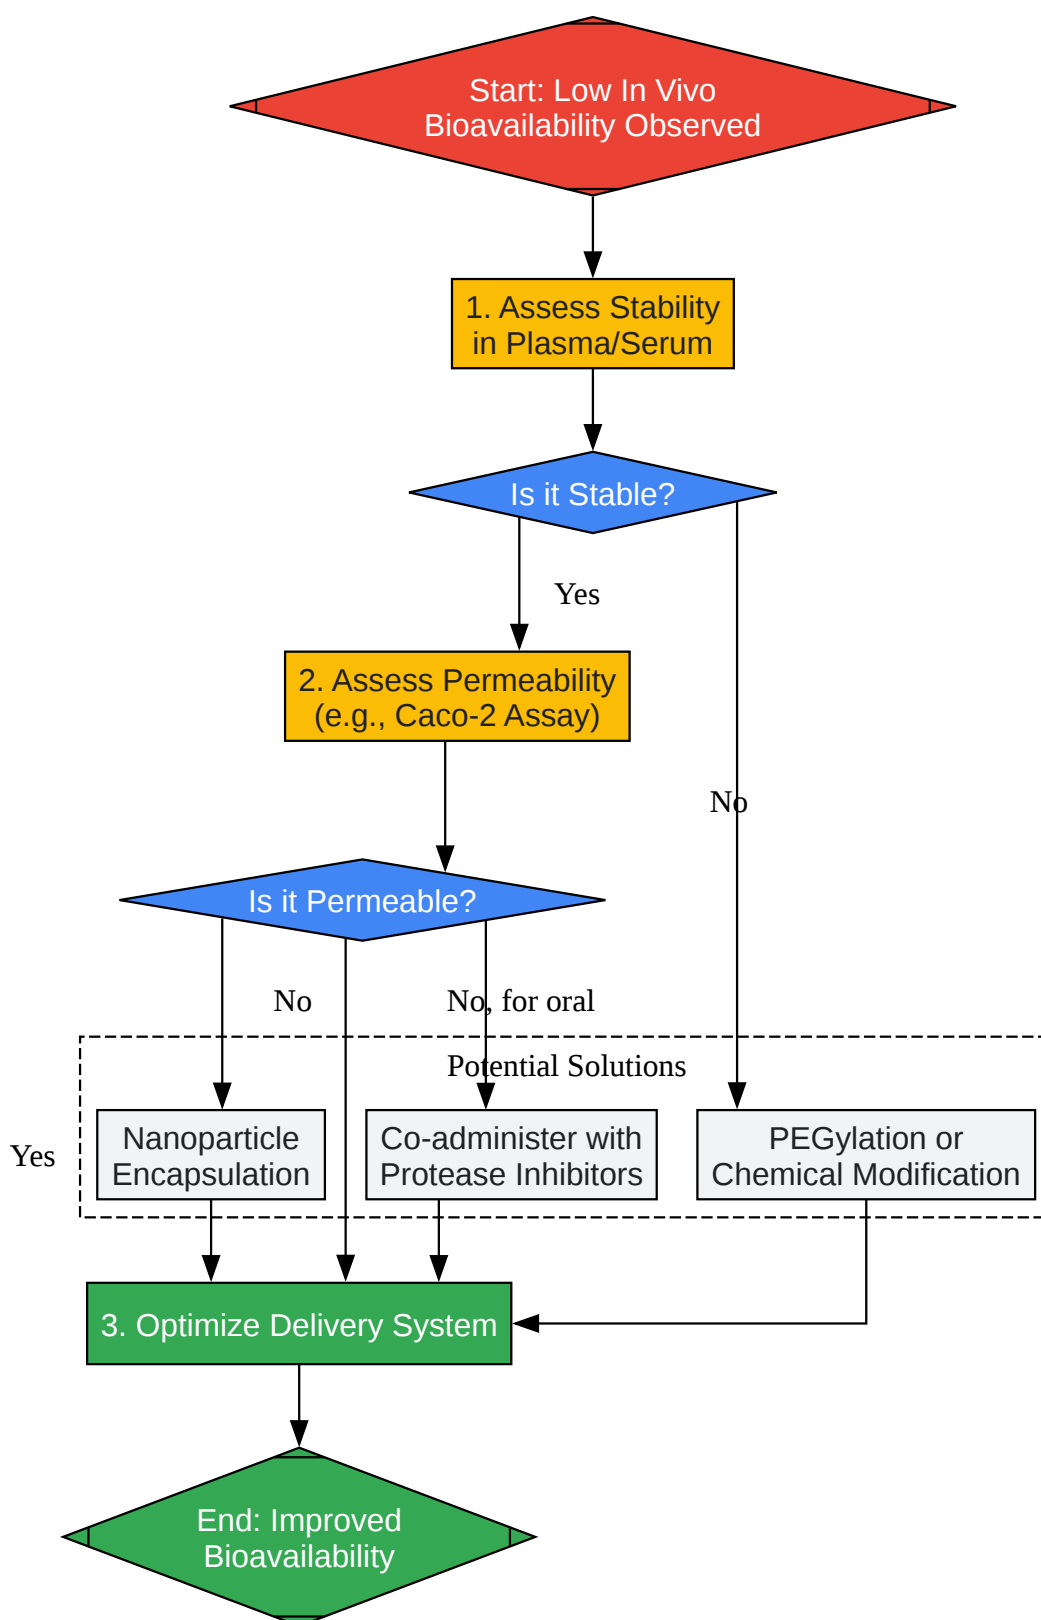 Start: Low In Vivo
Bioavailability Observed
1. Assess Stability
in Plasma/Serum
Is it Stable?
Yes
2. Assess Permeability
(e.g., Caco-2 Assay)
No
Is it Permeable?
No
No, for oral
Potential Solutions
Yes
Nanoparticle
Encapsulation
Co-administer with
Protease Inhibitors
PEGylation or
Chemical Modification
3. Optimize Delivery System
End: Improved
Bioavailability